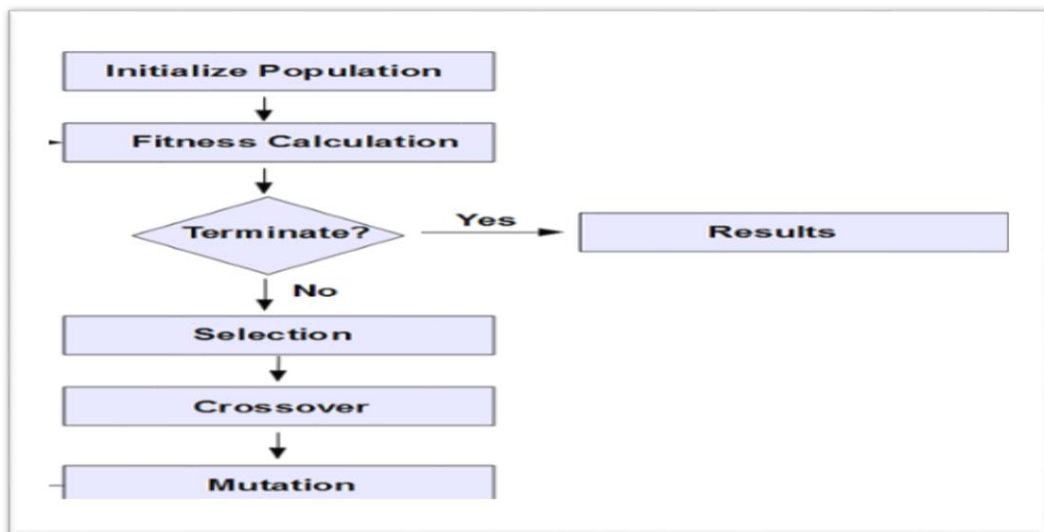 Initialize Population
Fitness Calculation
Terminate?
Yes
Results
No
Selection
Crossover
Mutation